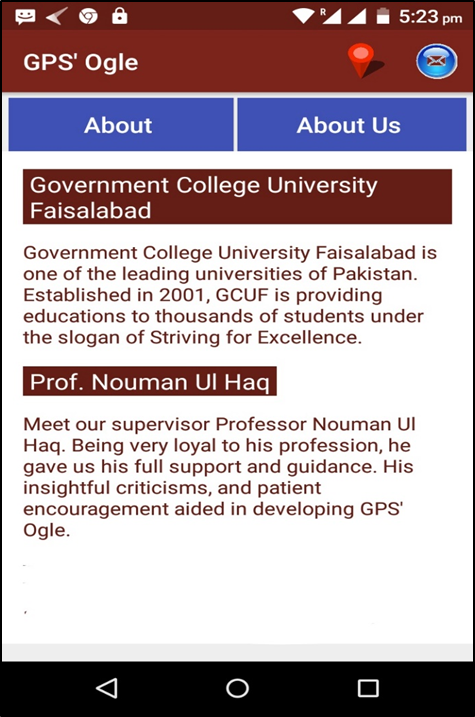 R
5:23 pm
GPS' Ogle
About
About Us
Government College University
Faisalabad
Government College University Faisalabad is
one of the leading universities of Pakistan.
Established in 2001, GCUF is providing
educations to thousands of students under
the slogan of Striving for Excellence.
Prof. Nouman Ul Haq
Meet our supervisor Professor Nouman Ul
Haq. Being very loyal to his profession, he
gave us his full support and guidance. His
insightful criticisms, and patient
encouragement aided in developing GPS'
Ogle.